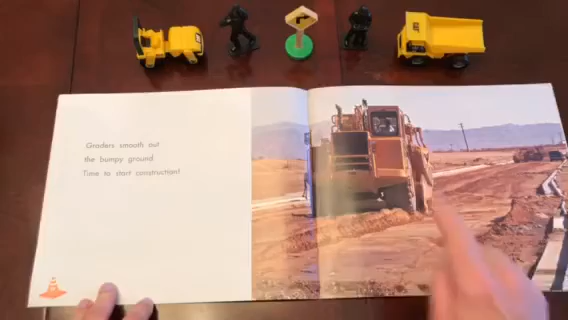 Graders smooth out
the bumpy ground.
Time to start construction!